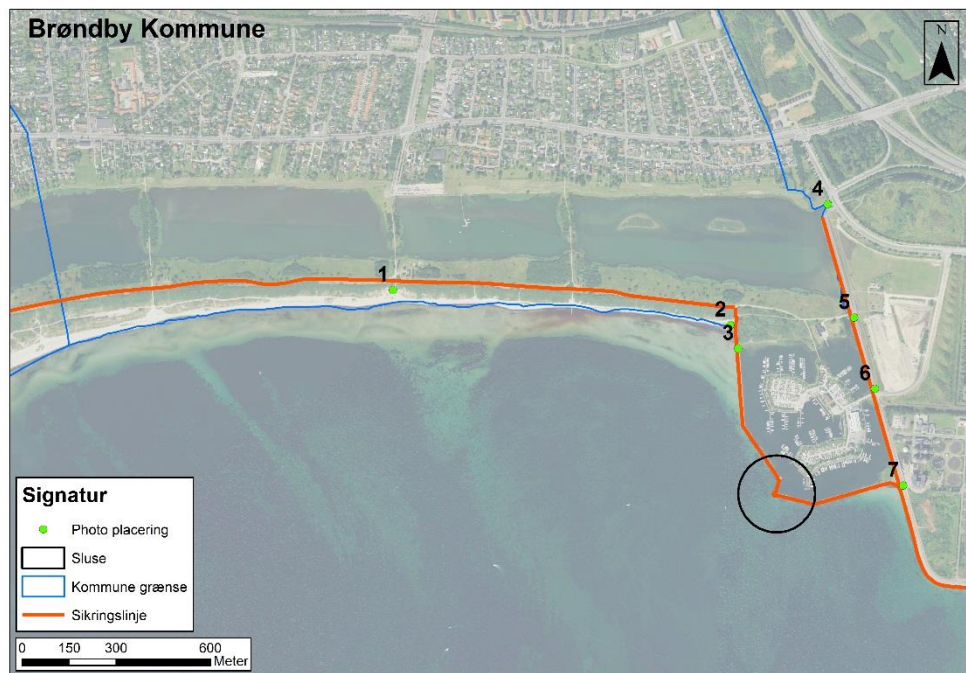 Brøndby Kommune
N
4
1
5
2
3
6
7
Signatur
Photo placering
Sluse
Kommune grænse
Sikringslinje
0 150 300 600
Meter